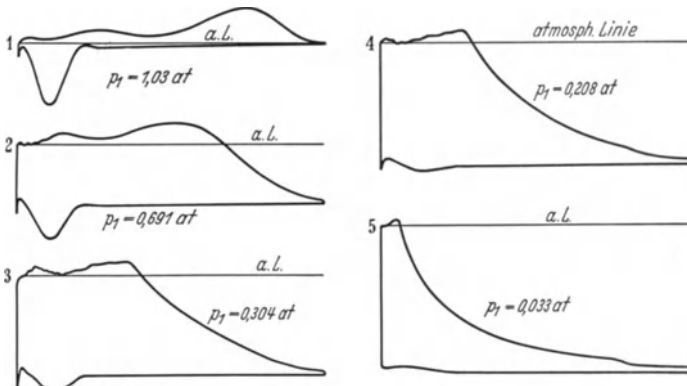 1
a.l.
p₁ = 1,03 at
2
a.l.
p₁ = 0,691 at
3
a.l.
p₁ = 0,304 at
4
atmosph. Linie
p₁ = 0,208 at
5
a.l.
p₁ = 0,033 at